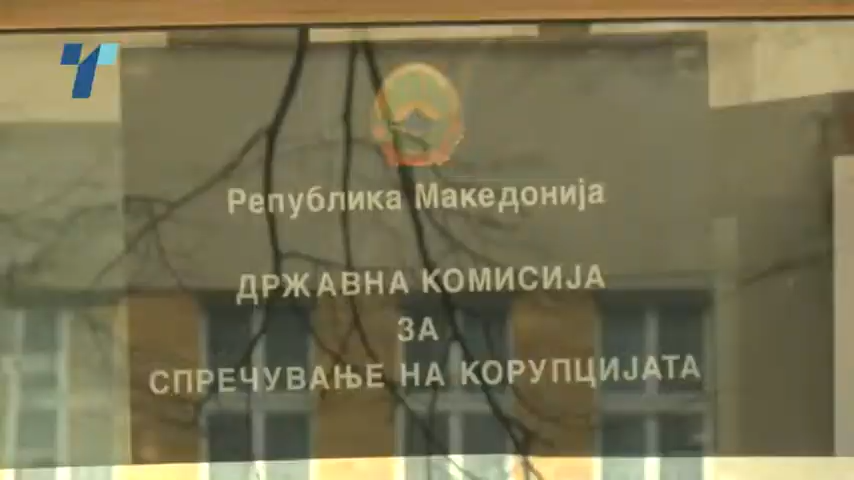 Република Македонија
ДРЖАВНА КОМИСИЈА
ЗА
СПРЕЧУВАЊЕ НА КОРУПЦИЈАТА